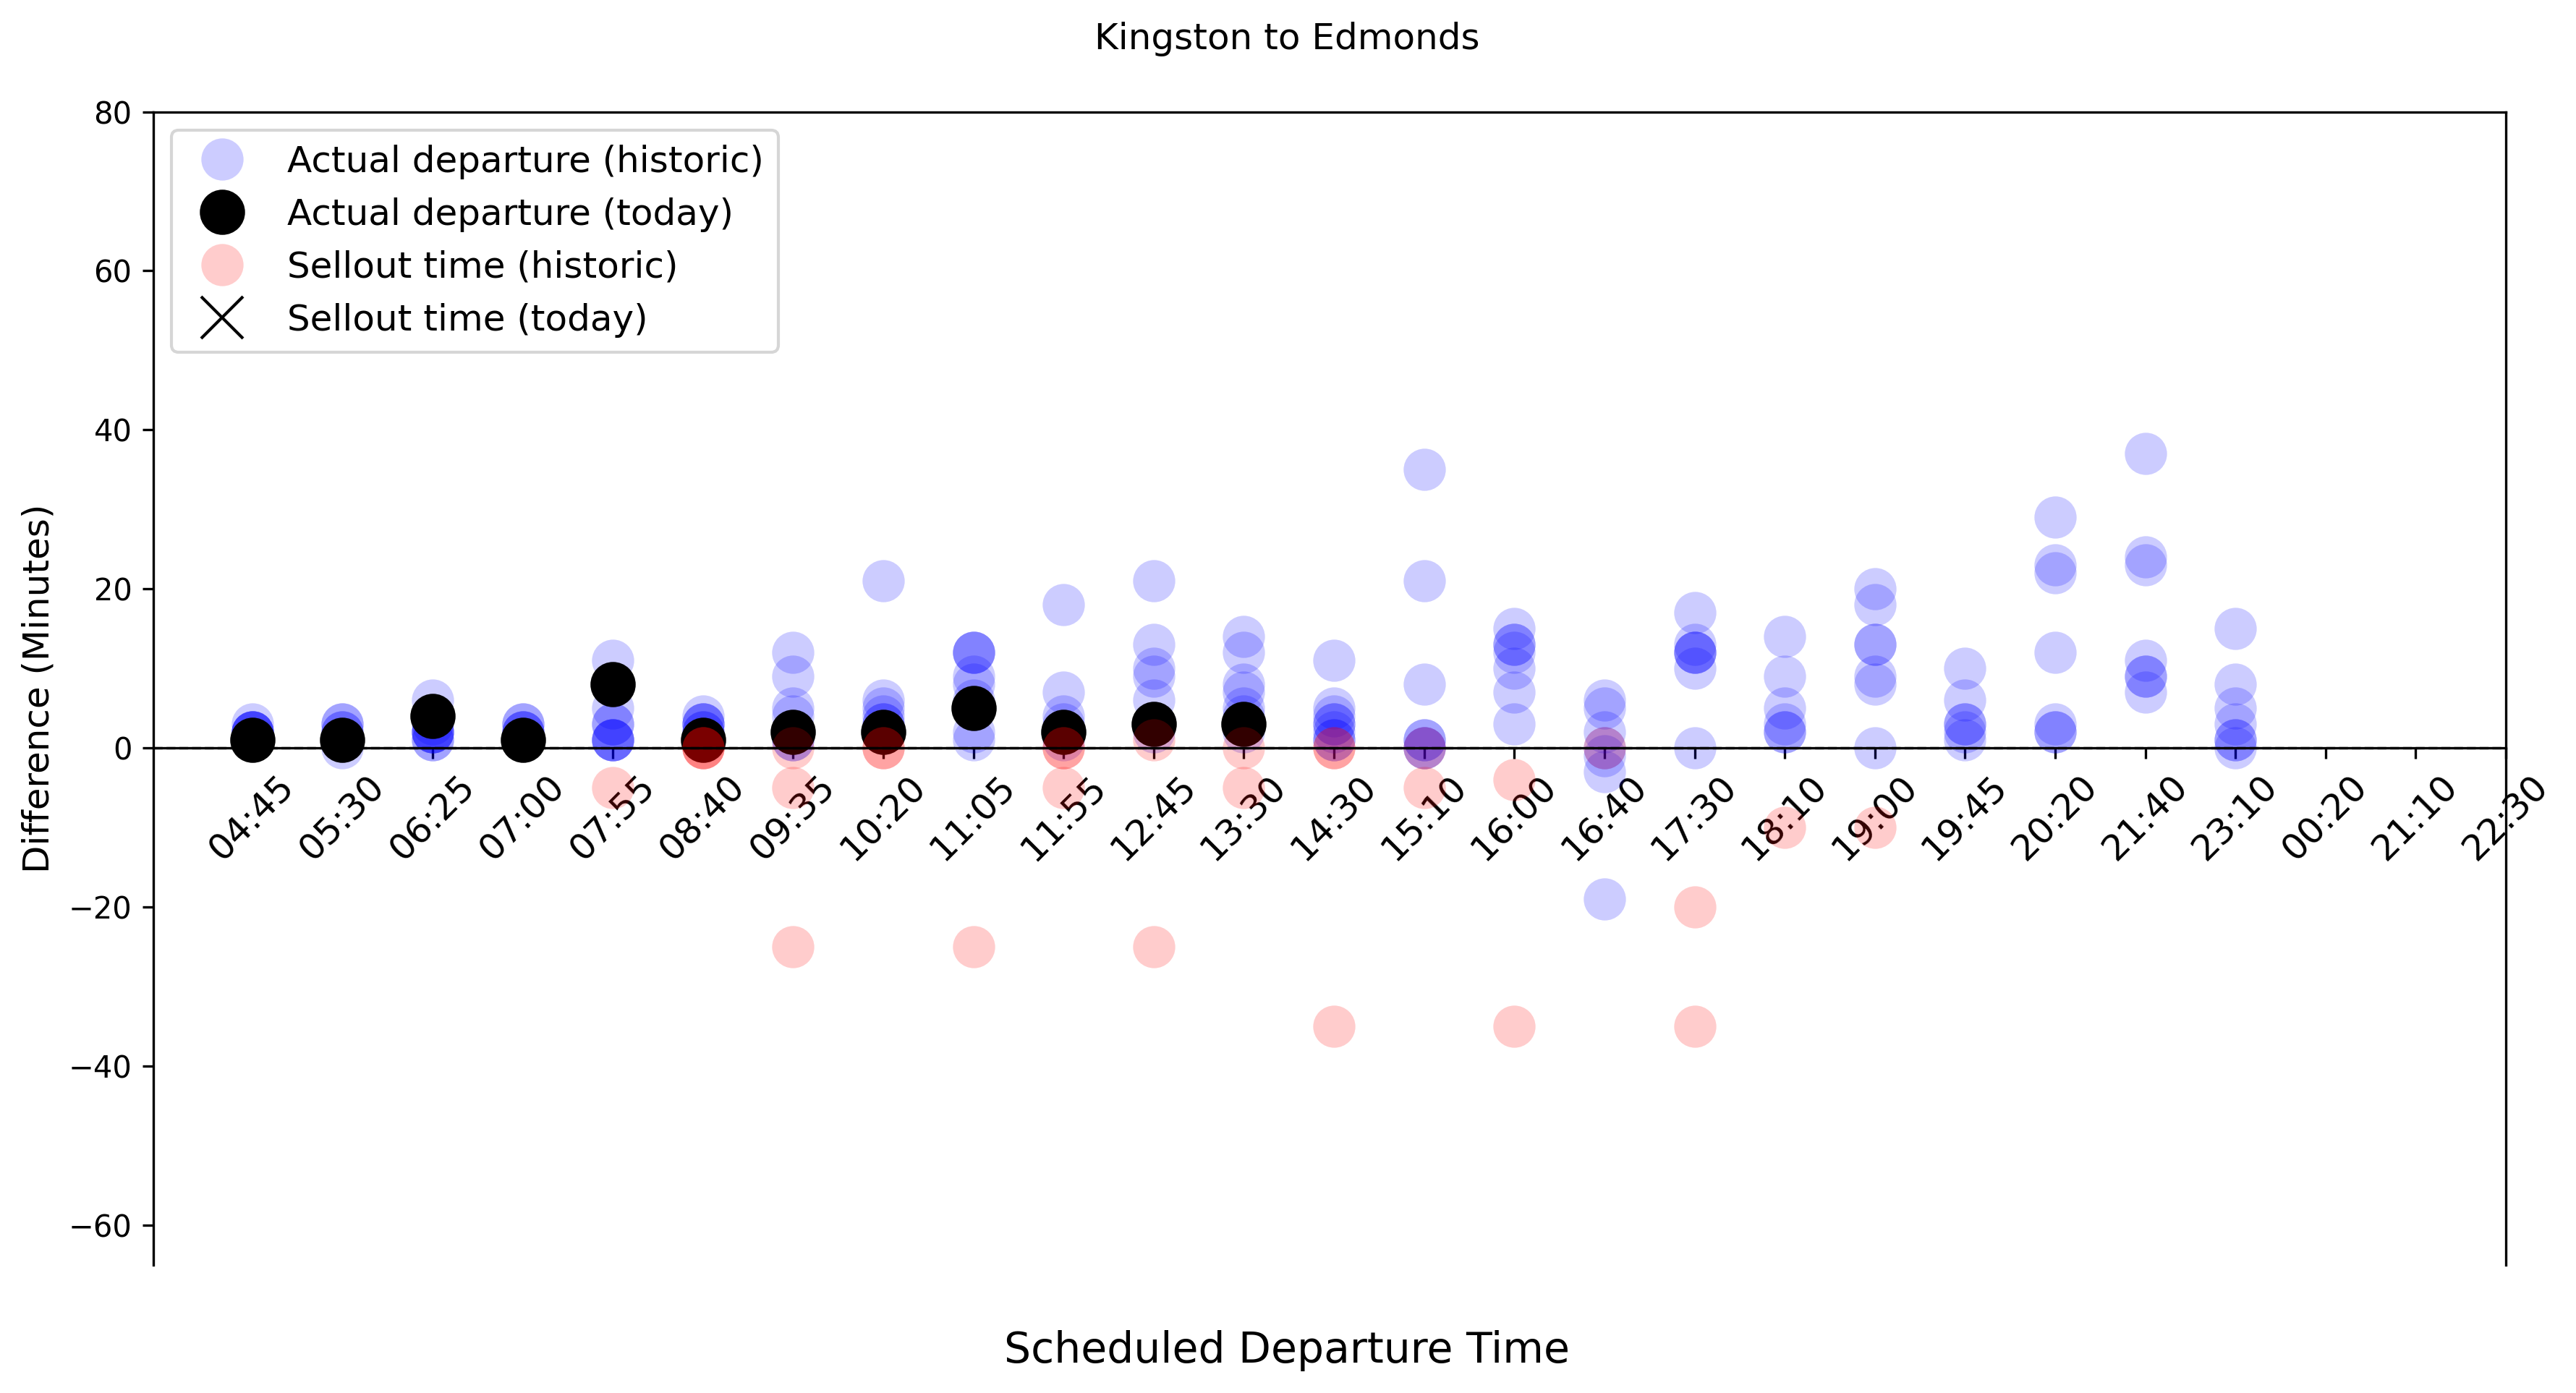 Kingston to Edmonds
Actual departure (historic)
Actual departure (today)
Sellout time (historic)
Sellout time (today)
Difference (Minutes)
80
60
40
20
0
−20
−40
−60
04:45 05:30 06:25 07:00 07:55 08:40 09:35 10:20 11:05 11:55 12:45 13:30 14:30 15:10 16:00 16:40 17:30 18:10 19:00 19:45 20:20 21:40 23:10 00:20 21:10 22:30
Scheduled Departure Time